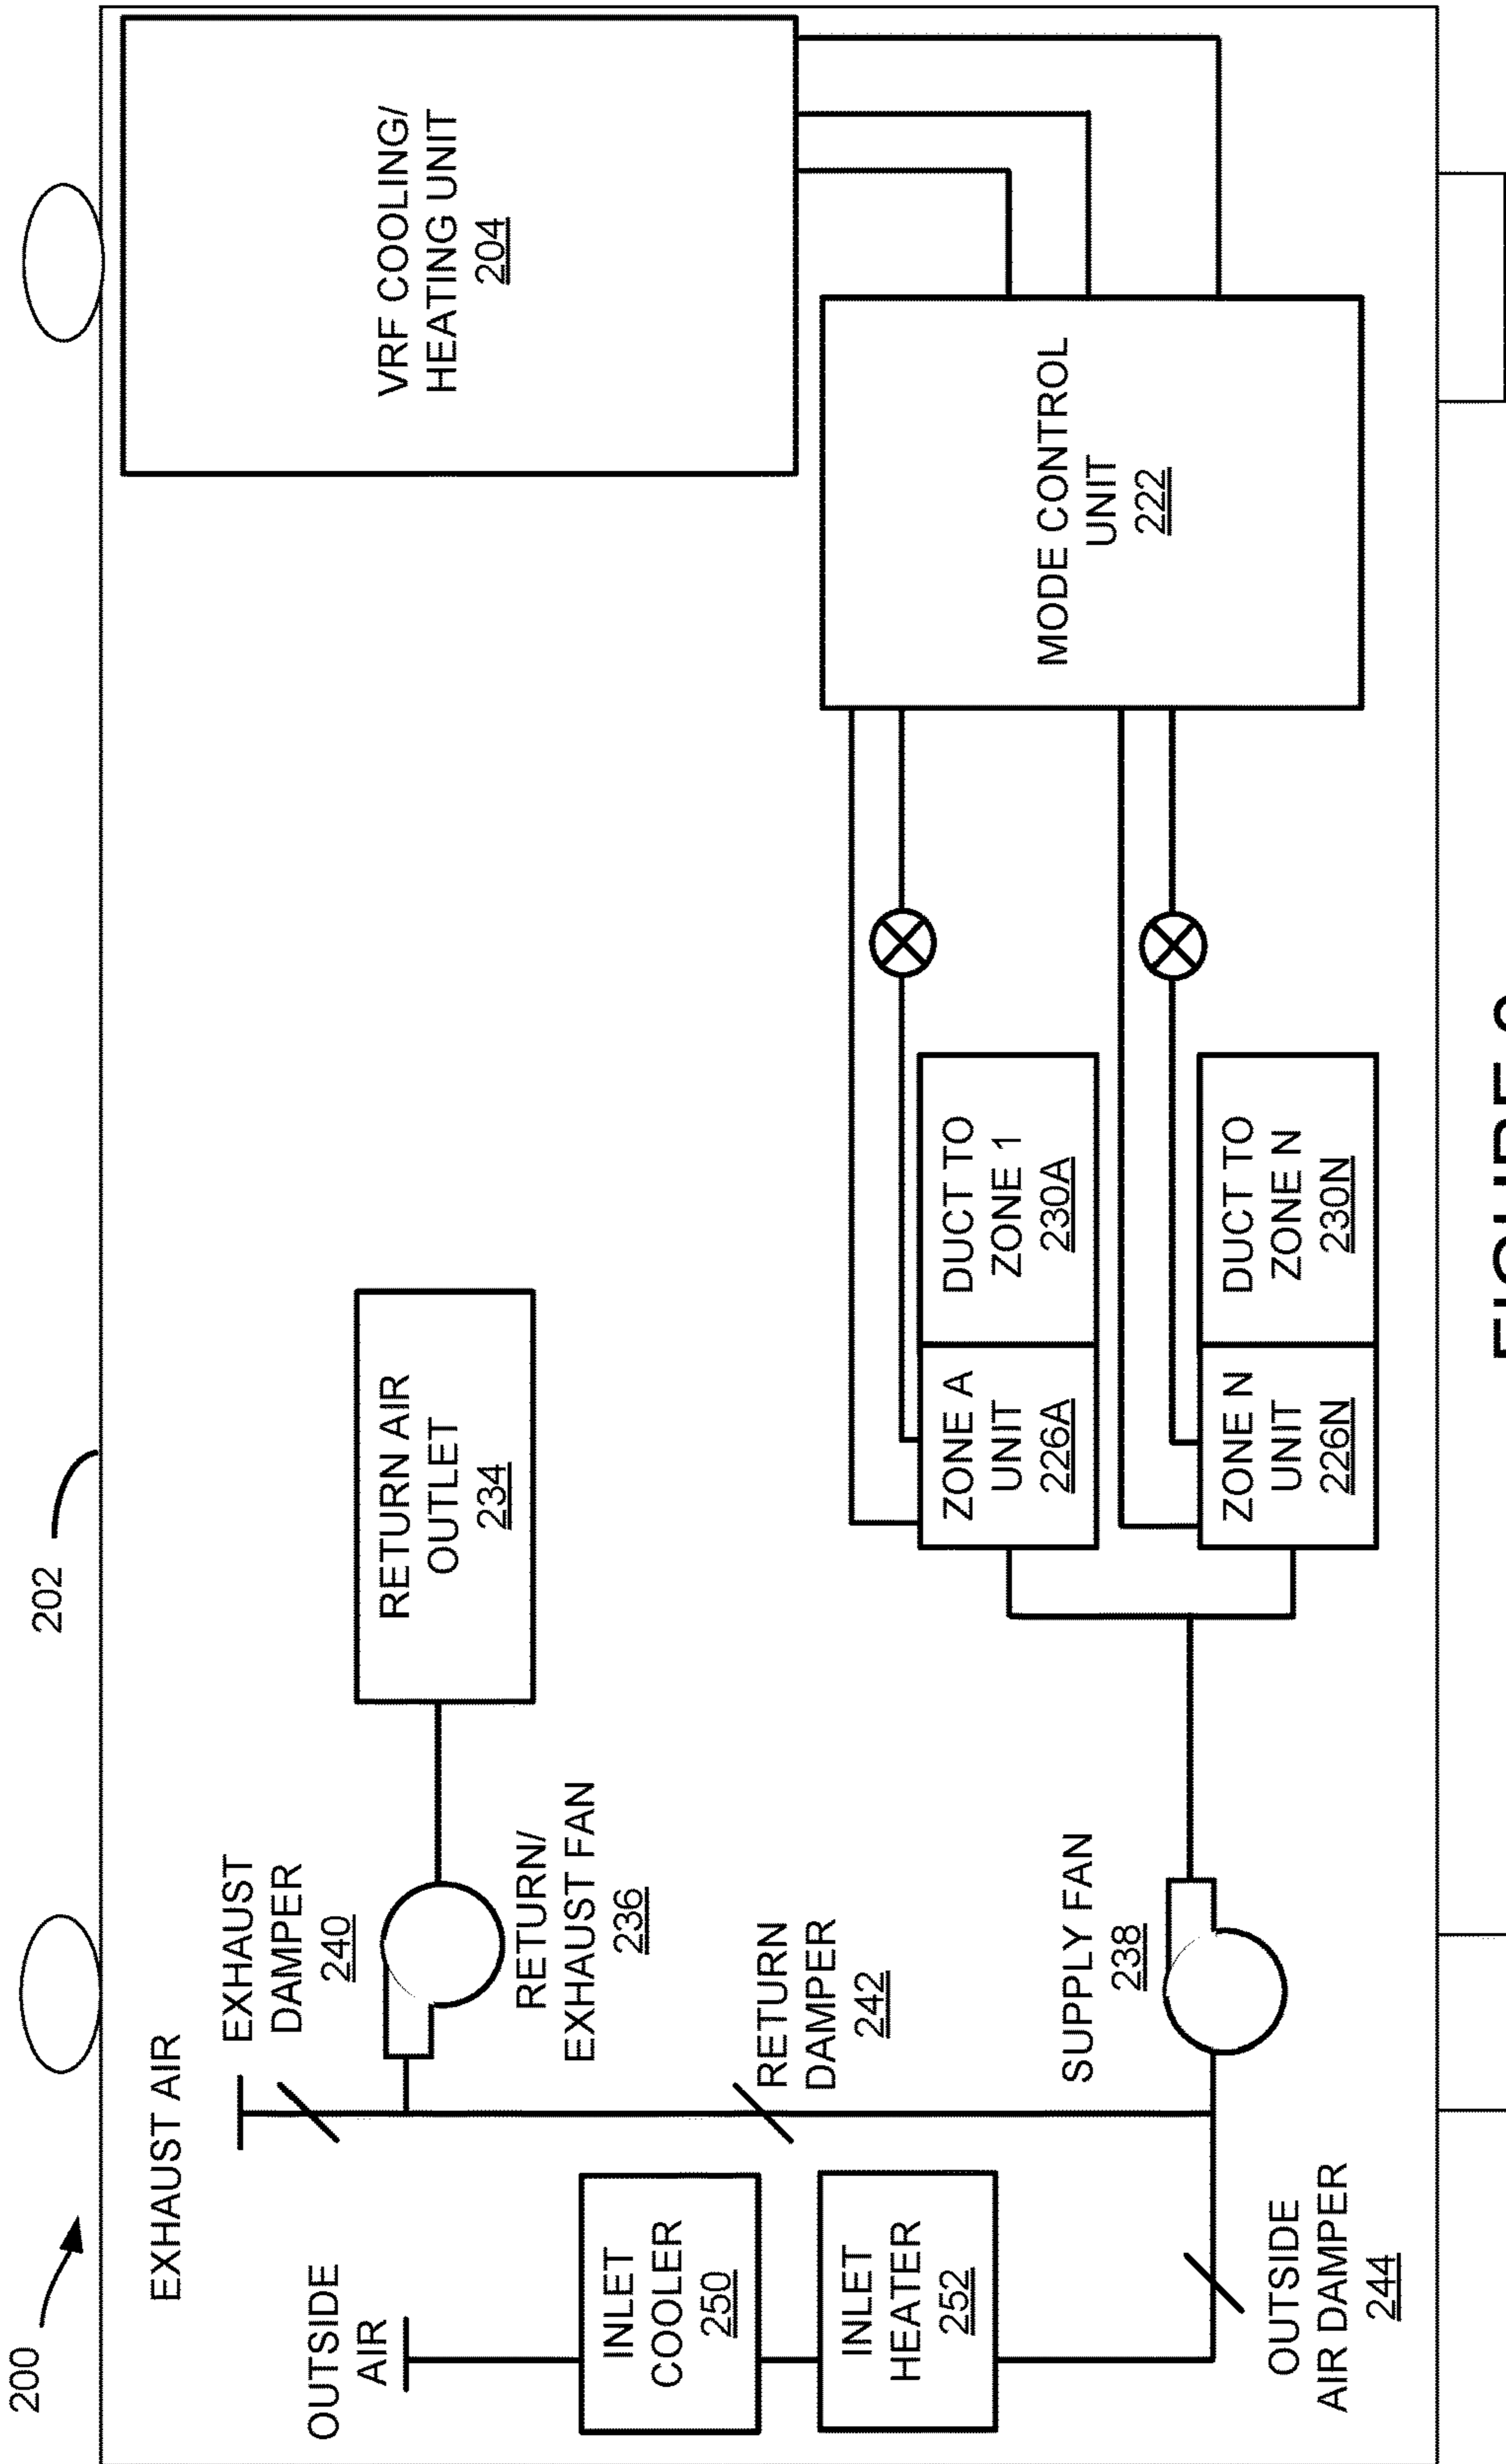 200
202
EXHAUST AIR
OUTSIDE
AIR
EXHAUST
DAMPER
240
RETURN AIR
OUTLET
234
VRF COOLING/
HEATING UNIT
204
RETURN/
EXHAUST FAN
236
INLET
COOLER
250
RETURN
DAMPER
242
INLET
HEATER
252
SUPPLY FAN
238
ZONE A
UNIT
226A
DUCT TO
ZONE 1
230A
MODE CONTROL
UNIT
222
ZONE N
UNIT
226N
DUCT TO
ZONE N
230N
OUTSIDE
AIR DAMPER
244
FIGURE